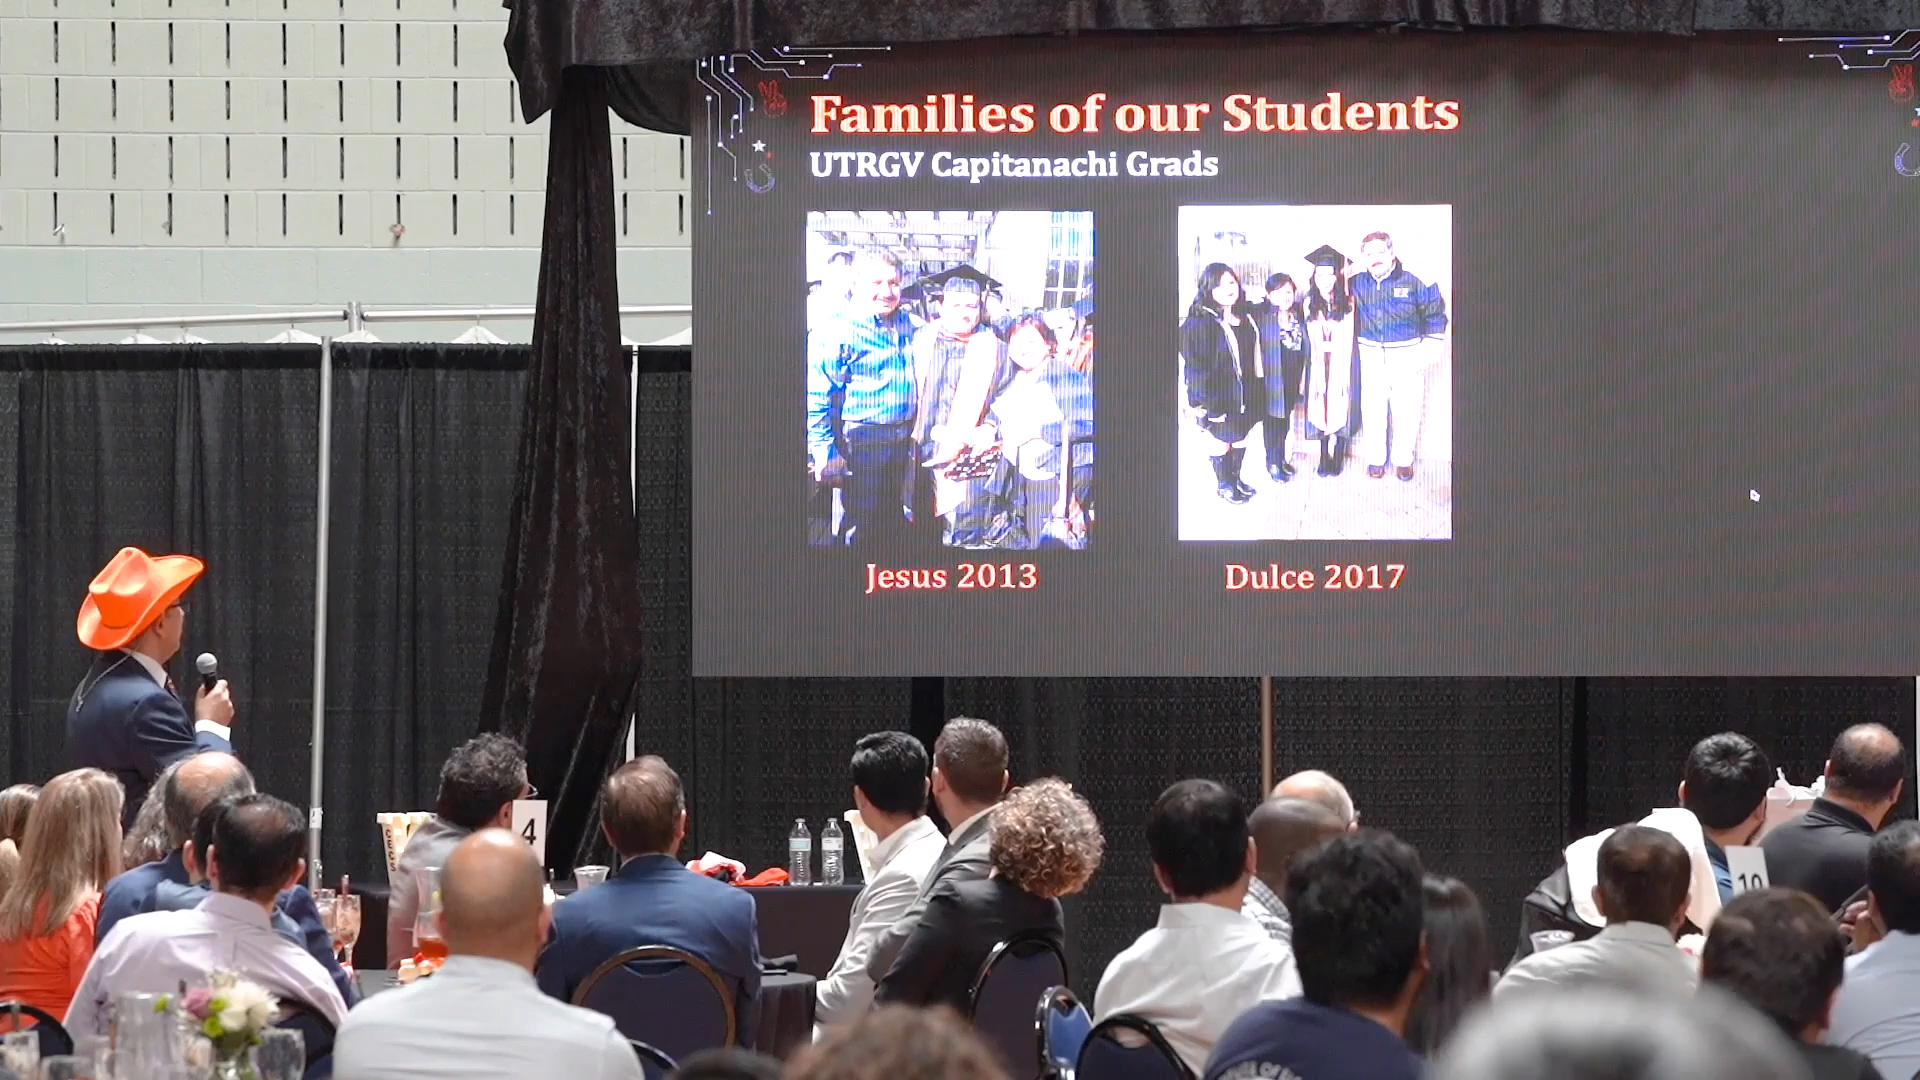 Families of our Students
UTRGV Capitanachi Grads
Jesus 2013
Dulce 2017
4
10